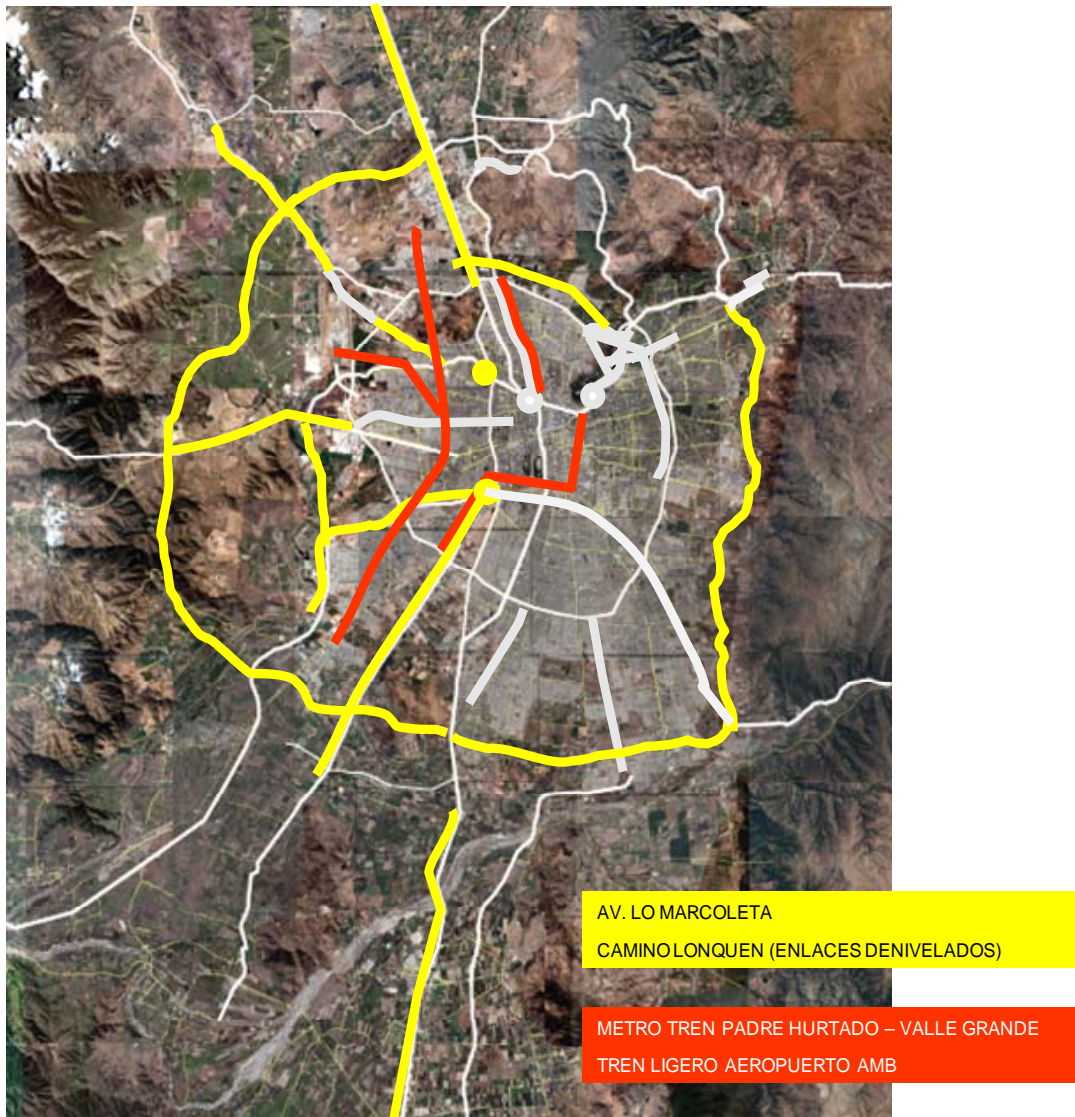 AV. LO MARCOLETA
CAMINO LONQUEN (ENLACES DENIVELADOS)
METRO TREN PADRE HURTADO – VALLE GRANDE
TREN LIGERO AEROPUERTO AMB